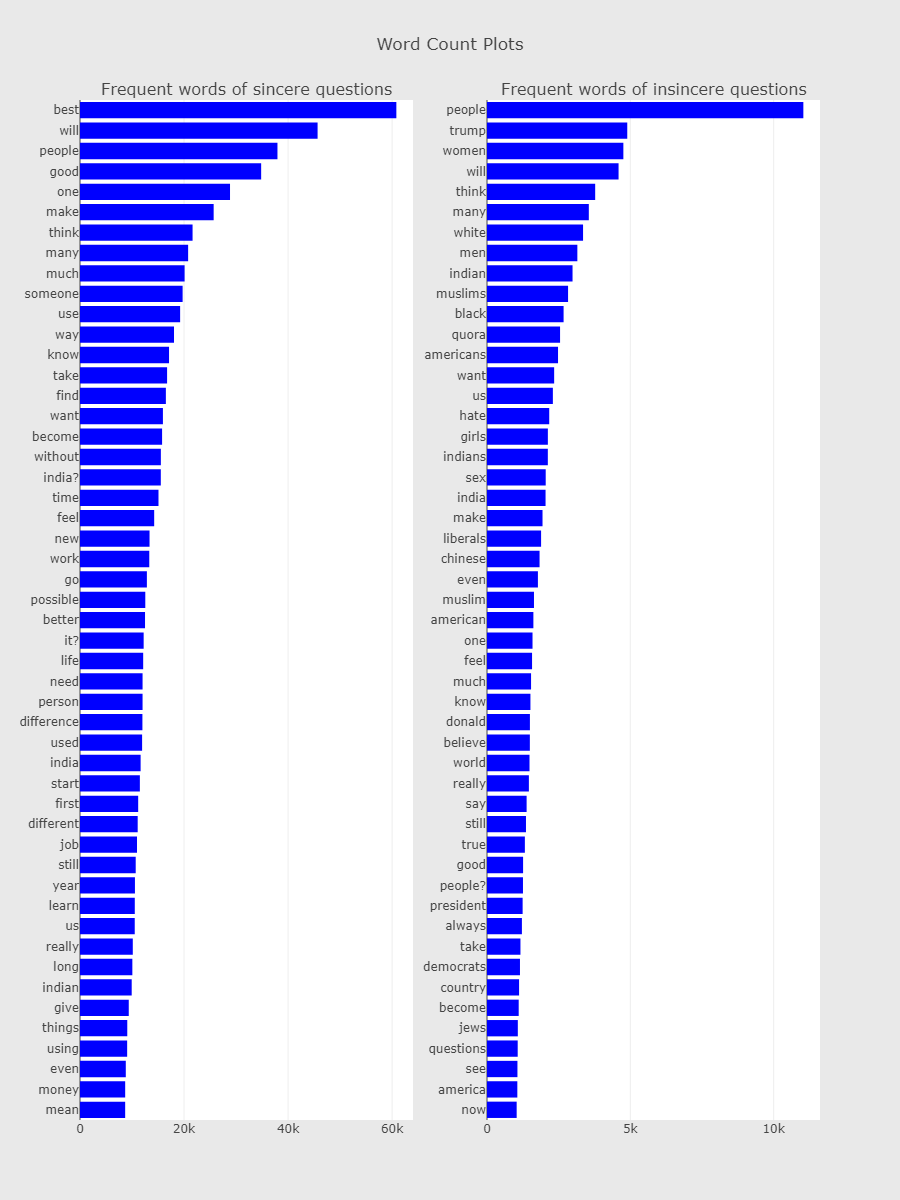 Word Count Plots
Frequent words of sincere questions
best
will
people
good
one
make
think
many
much
someone
use
way
know
take
find
want
become
without
india?
time
feel
new
work
go
possible
better
it?
life
need
person
difference
used
india
start
first
different
job
still
year
learn
us
really
long
indian
give
things
using
even
money
mean
0 20k 40k 60k
Frequent words of insincere questions
people
trump
women
will
think
many
white
men
indian
muslims
black
quora
americans
want
us
hate
girls
indians
sex
india
make
liberals
chinese
even
muslim
american
one
feel
much
know
donald
believe
world
really
say
still
true
good
people?
president
always
take
democrats
country
become
jews
questions
see
america
now
0 5k 10k